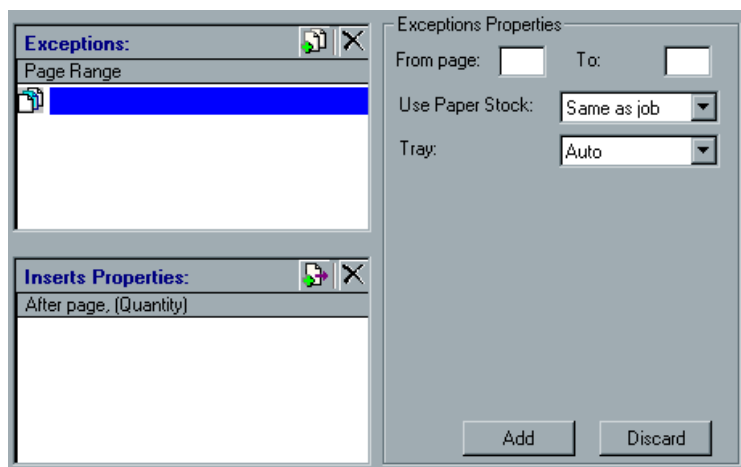 Exceptions:
Page Range
Inserts Properties:
After page, (Quantity)
Exceptions Properties
From page: To:
Use Paper Stock: Same as job
Tray: Auto
Add Discard